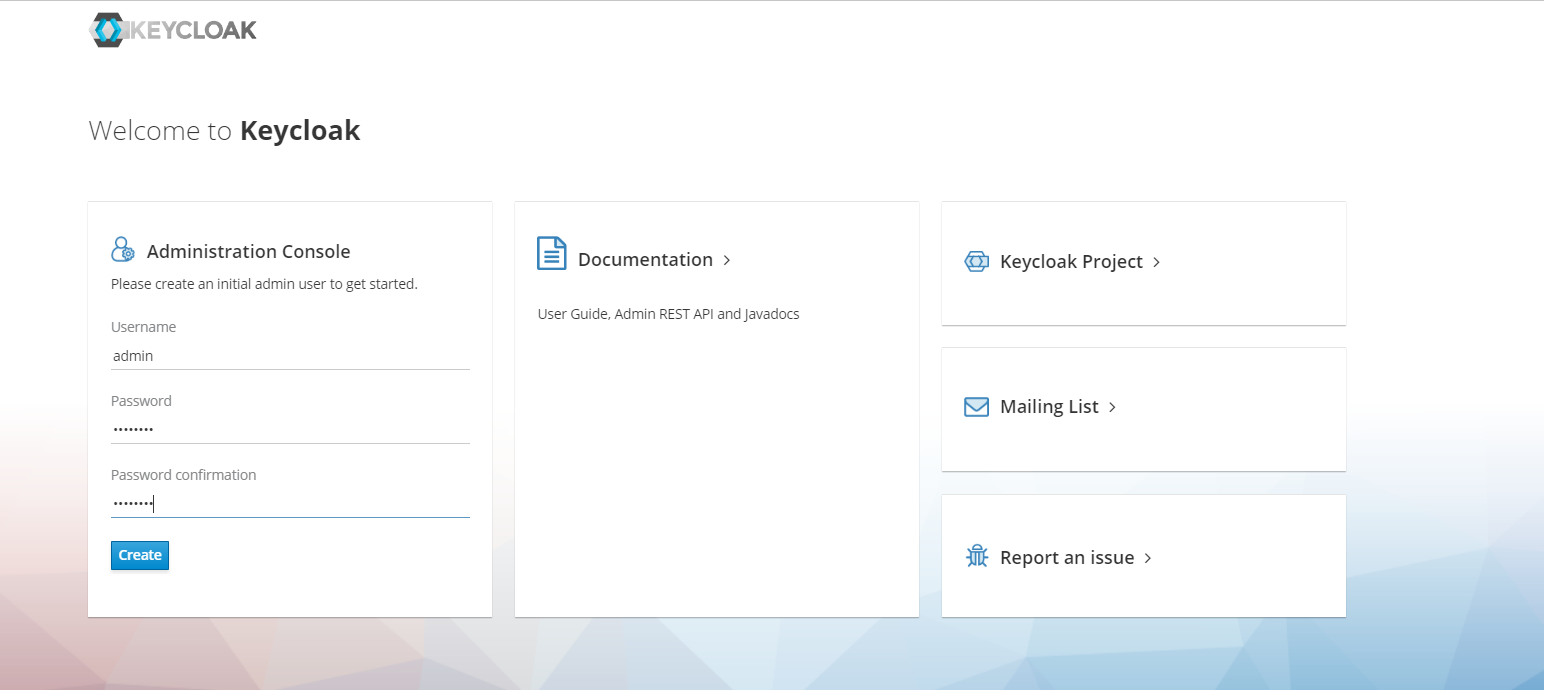 KEYCLOAK
Welcome to Keycloak
Administration Console
Please create an initial admin user to get started.
Username
admin
Password
••••••••
Password confirmation
••••••••
Create
Documentation >
User Guide, Admin REST API and Javadocs
Keycloak Project >
Mailing List >
Report an issue >